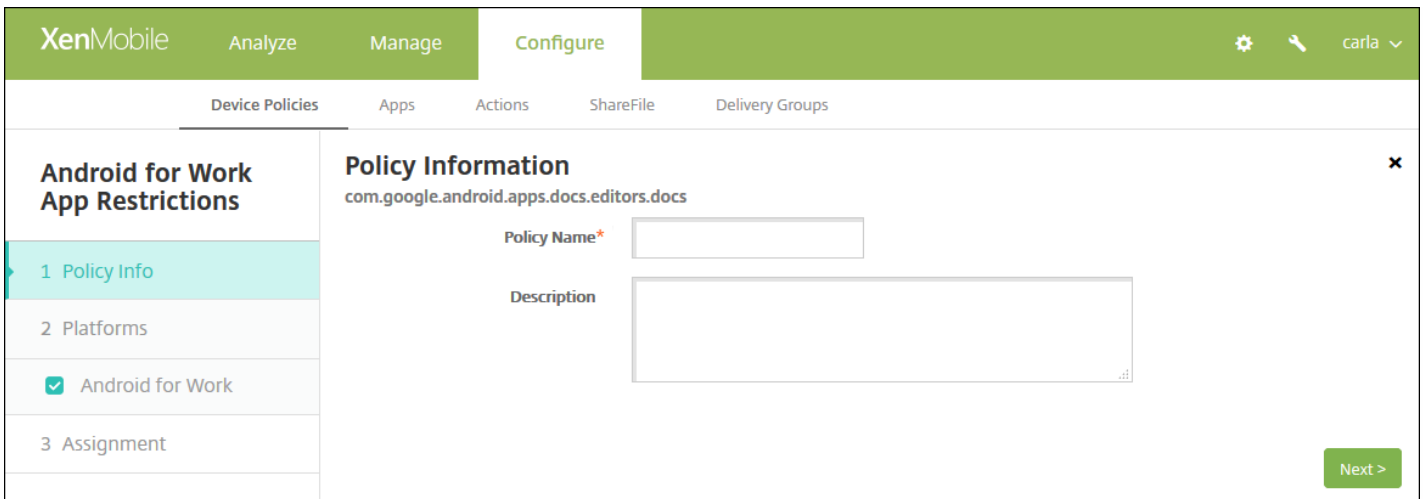 XenMobile Analyze Manage Configure carla
Device Policies Apps Actions ShareFile Delivery Groups
Android for Work
App Restrictions
1 Policy Info
2 Platforms
Android for Work
3 Assignment
Policy Information
com.google.android.apps.docs.editors.docs
Policy Name*
Description
Next >